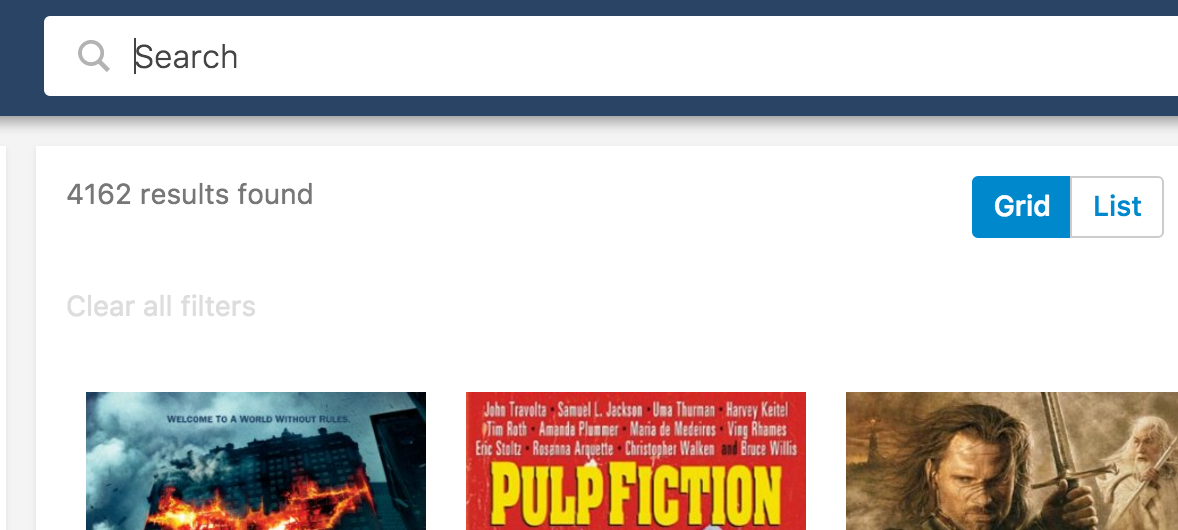 Search
4162 results found
Grid
List
Clear all filters
WELCOME TO A WORLD WITHOUT RULES.
John Travolta • Samuel L. Jackson • Uma Thurman • Harvey Keitel
Tim Roth • Amanda Plummer • Maria de Medeiros • Ving Rhames
Eric Stoltz • Rosanna Arquette • Christopher Walken and Bruce Willis
PULP FICTION